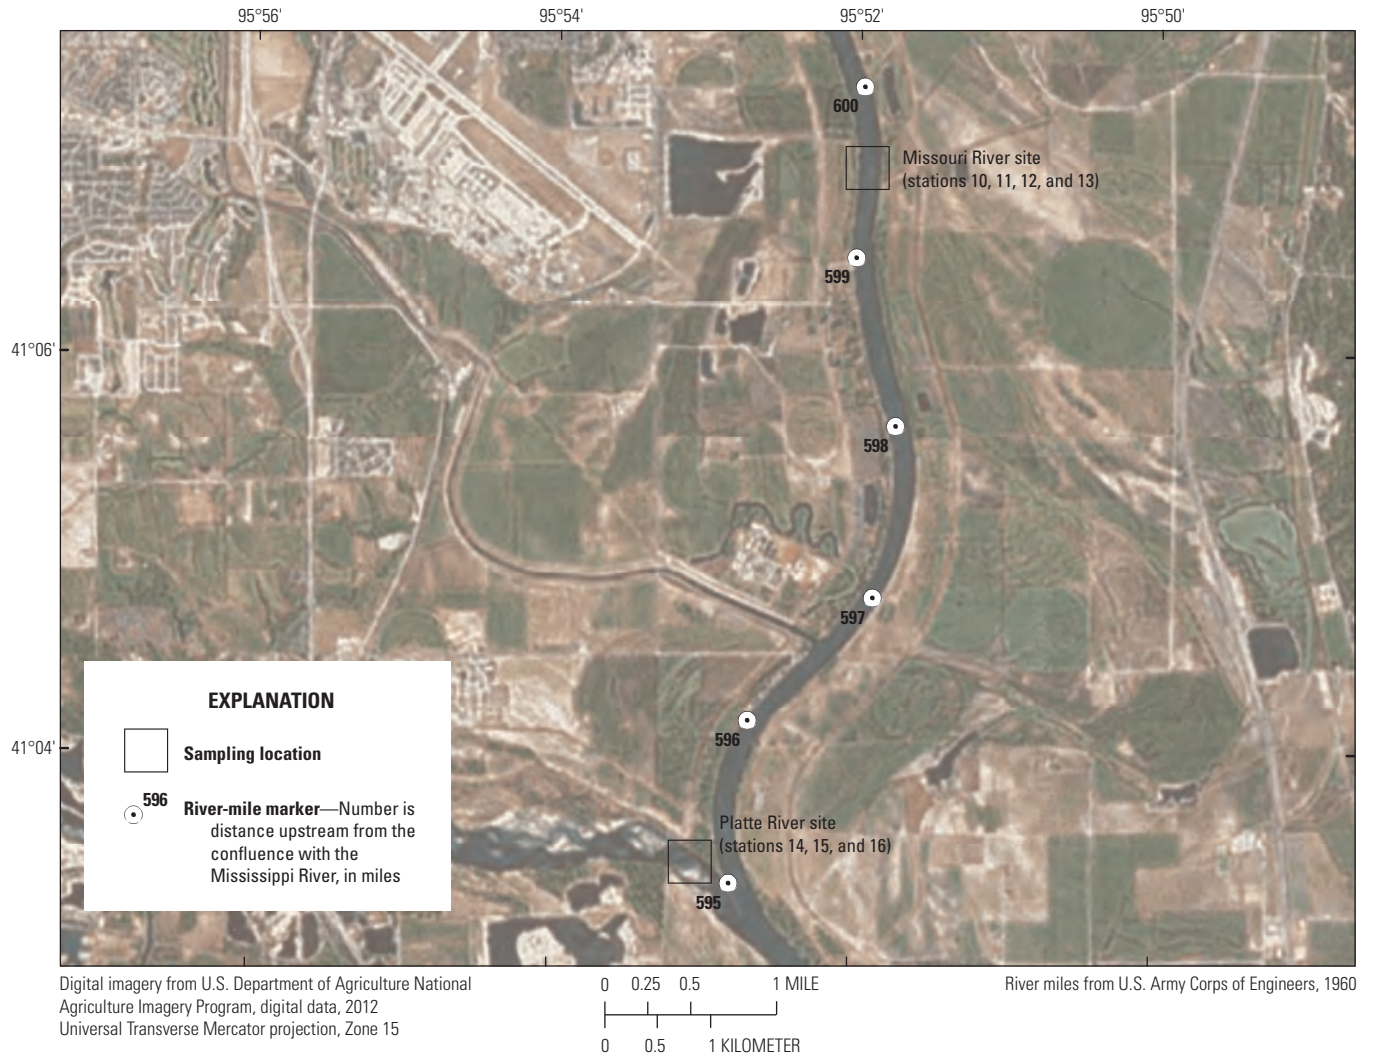 95°56' 95°54' 95°52' 95°50'
600
Missouri River site
(stations 10, 11, 12, and 13)
599
41°06'
598
597
596
41°04'
EXPLANATION
Sampling location
596
River-mile marker—Number is
distance upstream from the
confluence with the
Mississippi River, in miles
Platte River site
(stations 14, 15, and 16)
595
Digital imagery from U.S. Department of Agriculture National
Agriculture Imagery Program, digital data, 2012
Universal Transverse Mercator projection, Zone 15
0 0.25 0.5 1 MILE
0 0.5 1 KILOMETER
River miles from U.S. Army Corps of Engineers, 1960